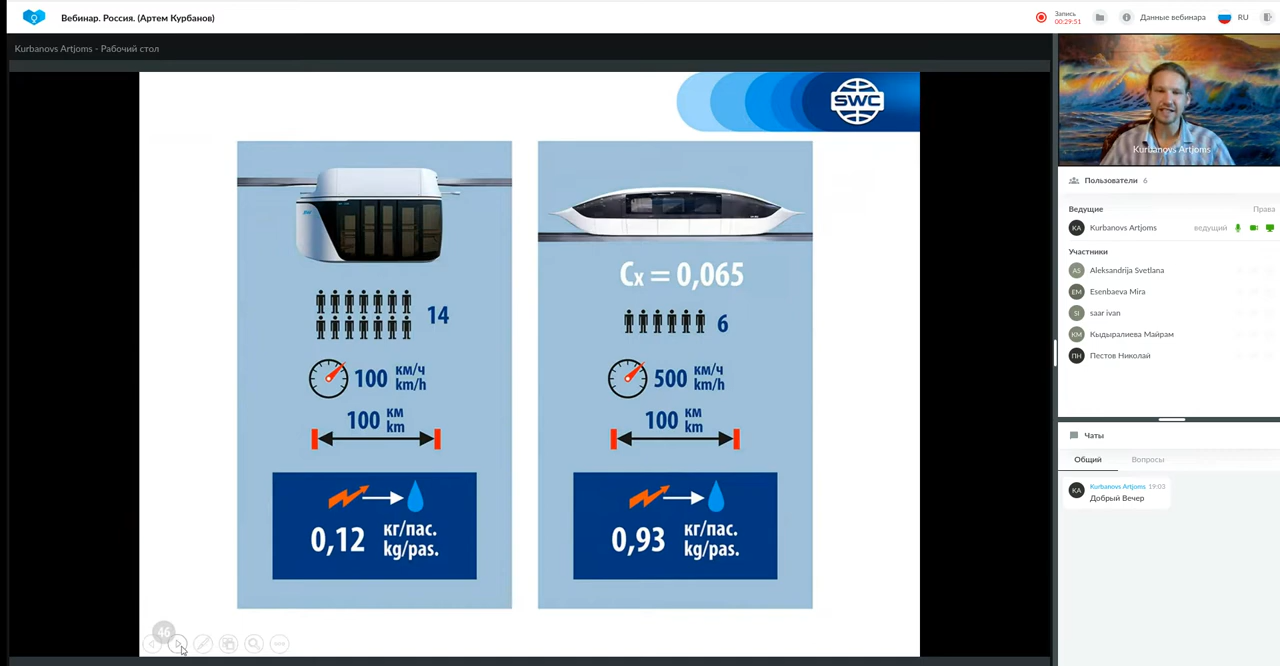 Вебинар. Россия. (Артем Курбанов)
Запись
00:29:51
Данные вебинара
RU
Kurbanovs Artjoms - Рабочий стол
SWC
14
100 км/ч
km/h
100 км
km
0,12 кг/пас.
kg/pas.
Cx = 0,065
6
500 км/ч
km/h
100 км
km
0,93 кг/пас.
kg/pas.
46
Kurbanovs Artjoms
Пользователи 6
Ведущие Права
KA Kurbanovs Artjoms ведущий
Участники
AS Aleksandrija Svetlana
EM Esenbaeva Mira
SI saar ivan
КМ Кыдыралиева Майрам
ПН Пестов Николай
Чаты
Общий Вопросы
KA Kurbanovs Artjoms 19:03
Добрый Вечер